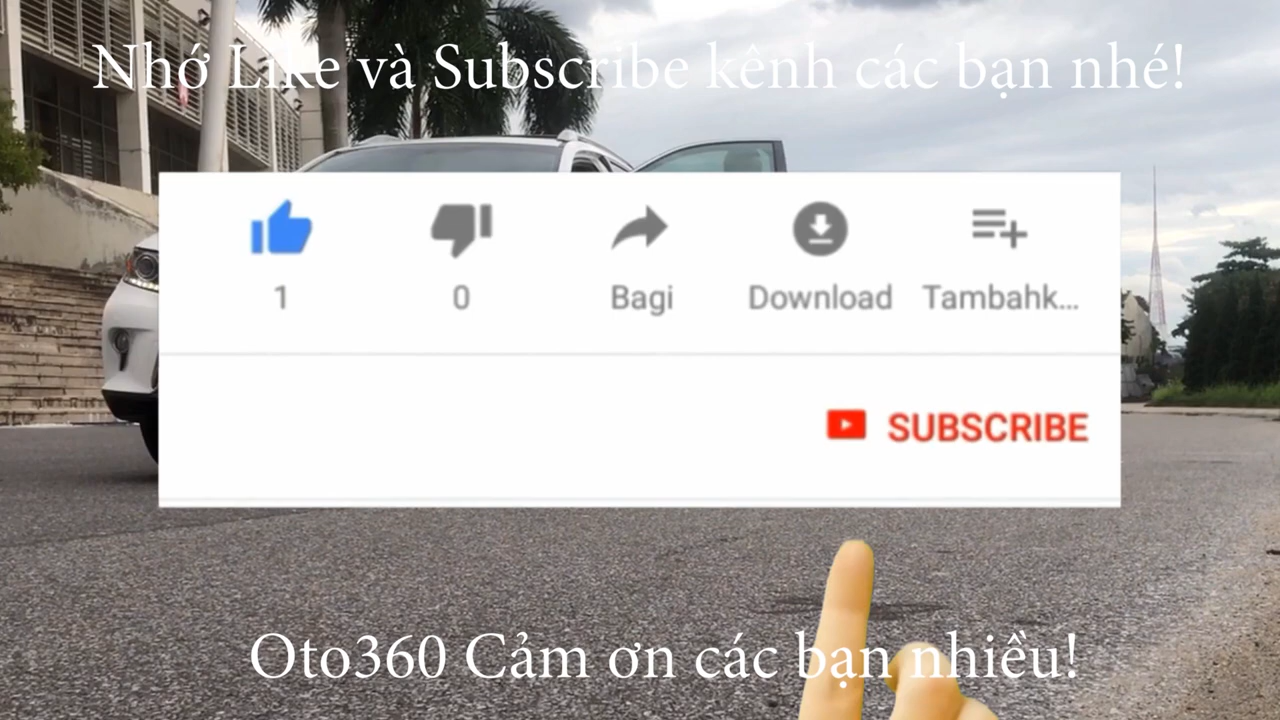 Nhớ Like và Subscribe kênh các bạn nhé!
1 0 Bagi Download Tambahk...
SUBSCRIBE
Oto360 Cảm ơn các bạn nhiều!